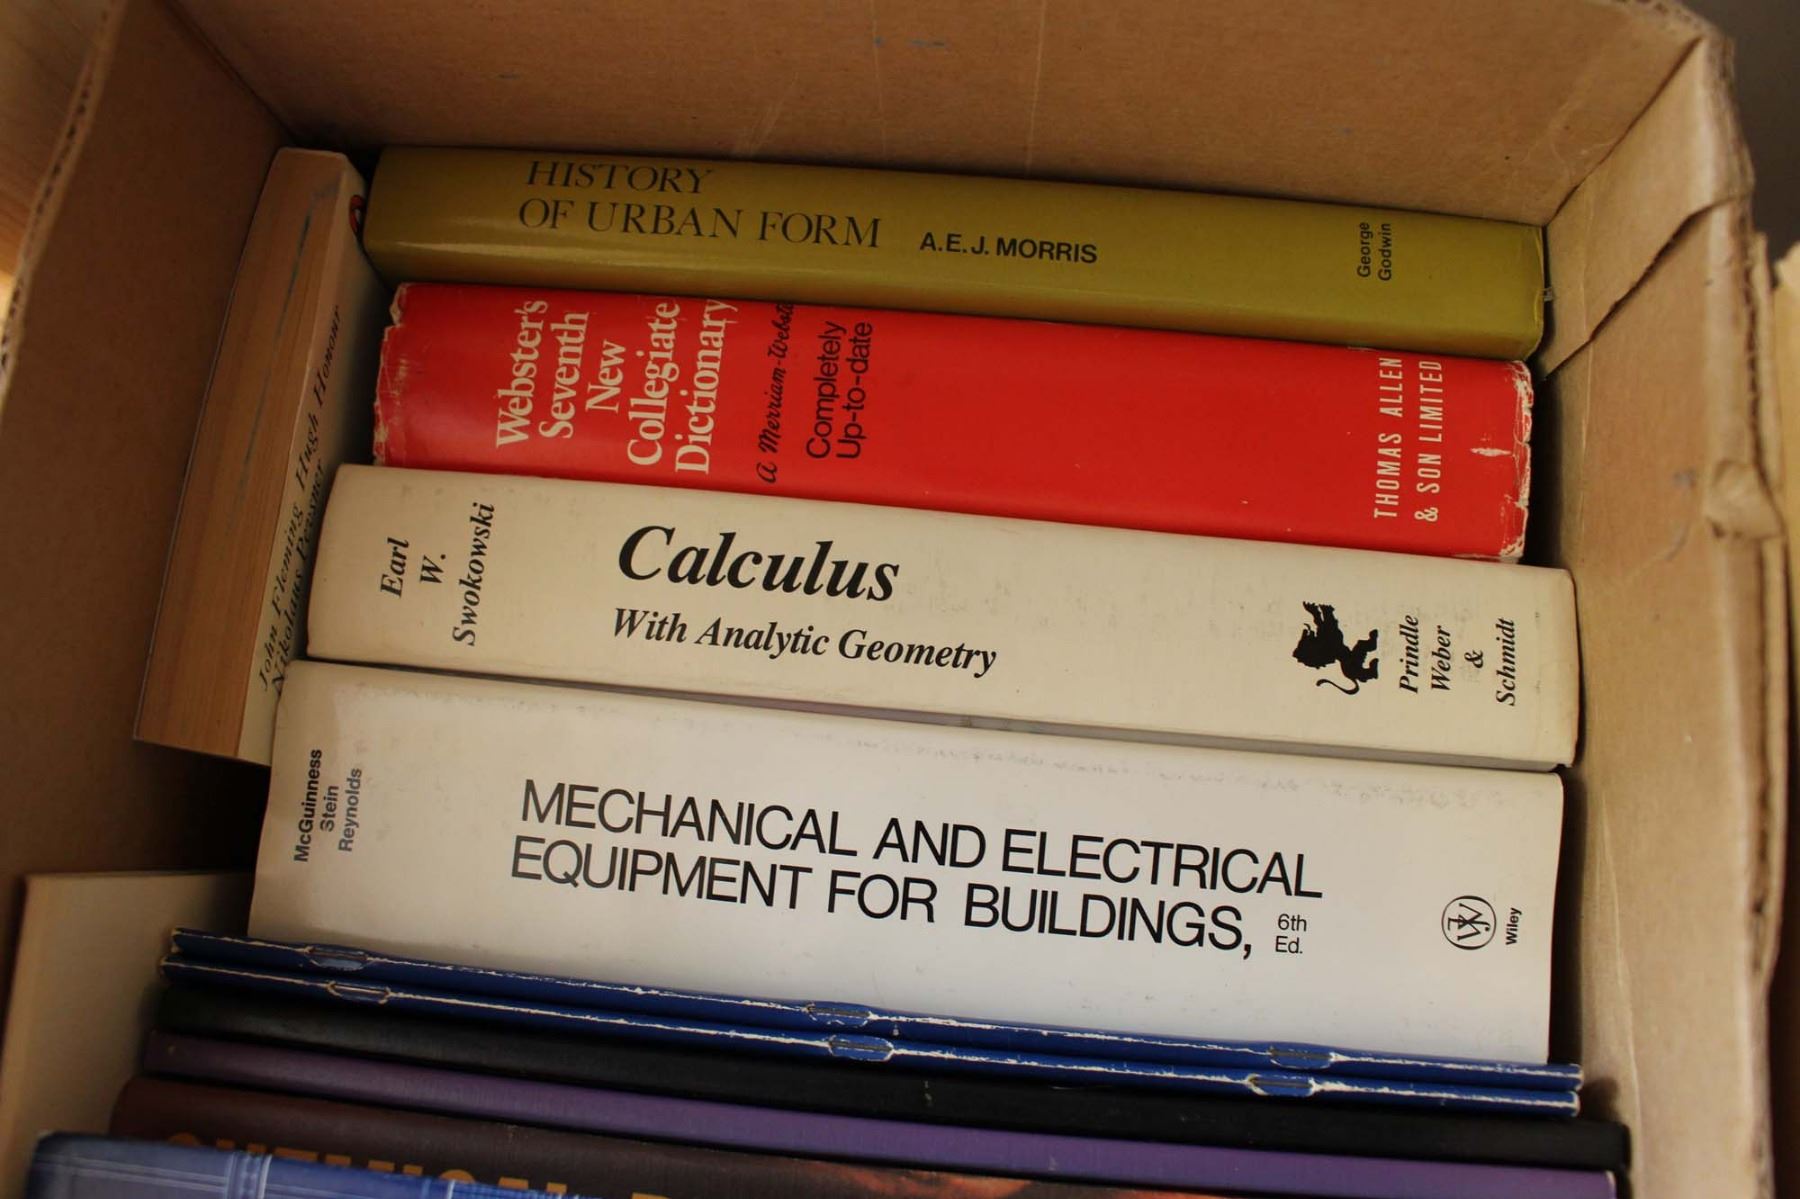 HISTORY
OF URBAN FORM
A.E.J. MORRIS
George
Godwin
Webster's
Seventh
New
Collegiate
Dictionary
a Merriam-Webster
Completely
Up-to-date
THOMAS ALLEN
& SON LIMITED
Earl
W.
Swokowski
Calculus
With Analytic Geometry
Prindle
Weber
&
Schmidt
John Fleming Hugh Honour
Nikolaus Pevsner
McGuinness
Stein
Reynolds
MECHANICAL AND ELECTRICAL
EQUIPMENT FOR BUILDINGS,
6th
Ed.
JW
Wiley